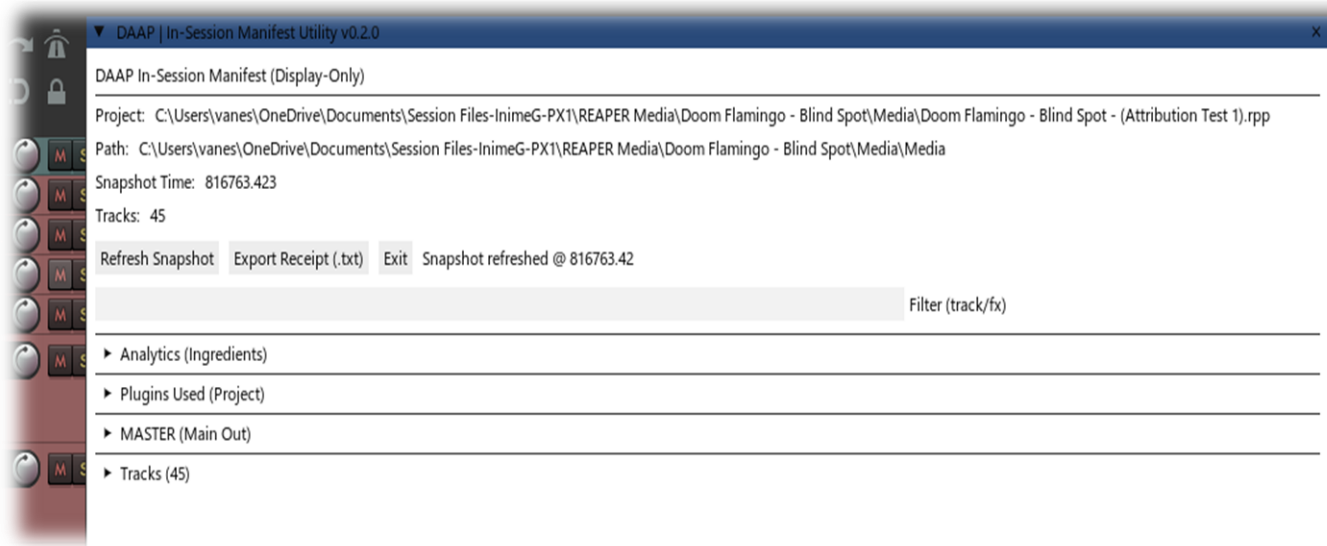 DAAP | In-Session Manifest Utility v0.2.0 X
DAAP In-Session Manifest (Display-Only)
Project: C:\Users\vanes\OneDrive\Documents\Session Files-InimeG-PX1\REAPER Media\Doom Flamingo - Blind Spot\Media\Doom Flamingo - Blind Spot - (Attribution Test 1).rpp
Path: C:\Users\vanes\OneDrive\Documents\Session Files-InimeG-PX1\REAPER Media\Doom Flamingo - Blind Spot\Media\Media
Snapshot Time: 816763.423
Tracks: 45
Refresh Snapshot Export Receipt (.txt) Exit Snapshot refreshed @ 816763.42
Filter (track/fx)
Analytics (Ingredients)
Plugins Used (Project)
MASTER (Main Out)
Tracks (45)
M S
M S
M S
M S
M S
M S
M S